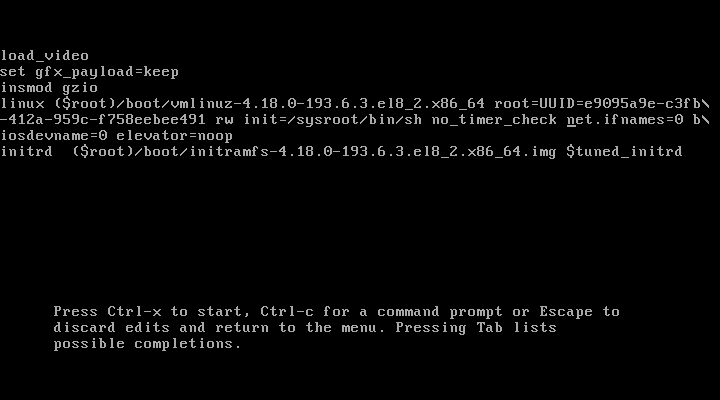 load_video
set gfx_payload=keep
insmod gzio
linux ($root)/boot/vmlinuz-4.18.0-193.6.3.el8_2.x86_64 root=UUID=e9095a9e-c3fb\
-412a-959c-f758eebee491 rw init=/sysroot/bin/sh no_timer_check net.ifnames=0 b\
iosdevname=0 elevator=noop
initrd  ($root)/boot/initramfs-4.18.0-193.6.3.el8_2.x86_64.img $tuned_initrd
Press Ctrl-x to start, Ctrl-c for a command prompt or Escape to
discard edits and return to the menu. Pressing Tab lists
possible completions.